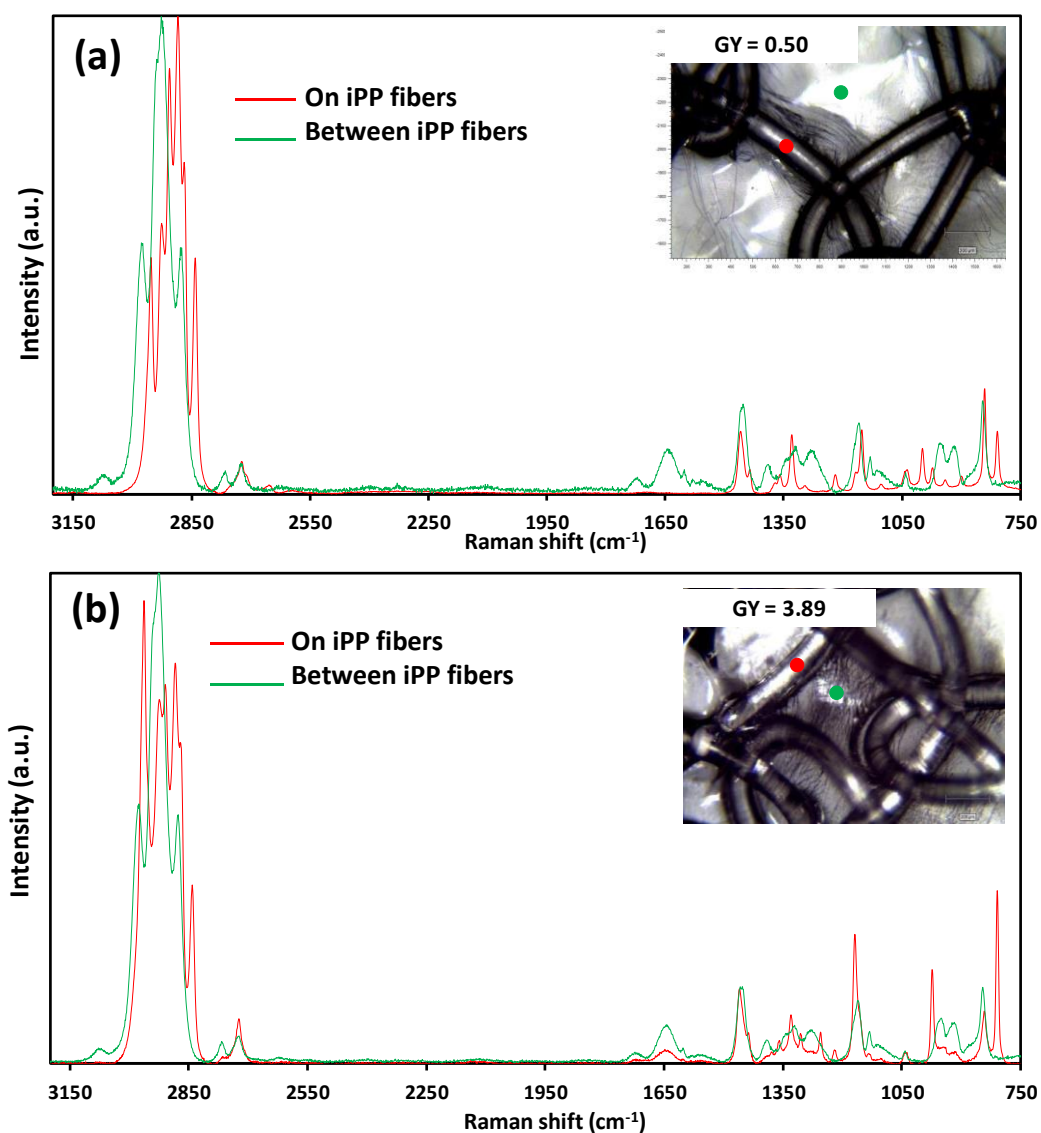 (a)
GY = 0.50
On iPP fibers
Between iPP fibers
Intensity (a.u.)
3150 2850 2550 2250 1950 1650 1350 1050 750
Raman shift (cm⁻¹)
(b)
GY = 3.89
On iPP fibers
Between iPP fibers
Intensity (a.u.)
3150 2850 2550 2250 1950 1650 1350 1050 750
Raman shift (cm⁻¹)